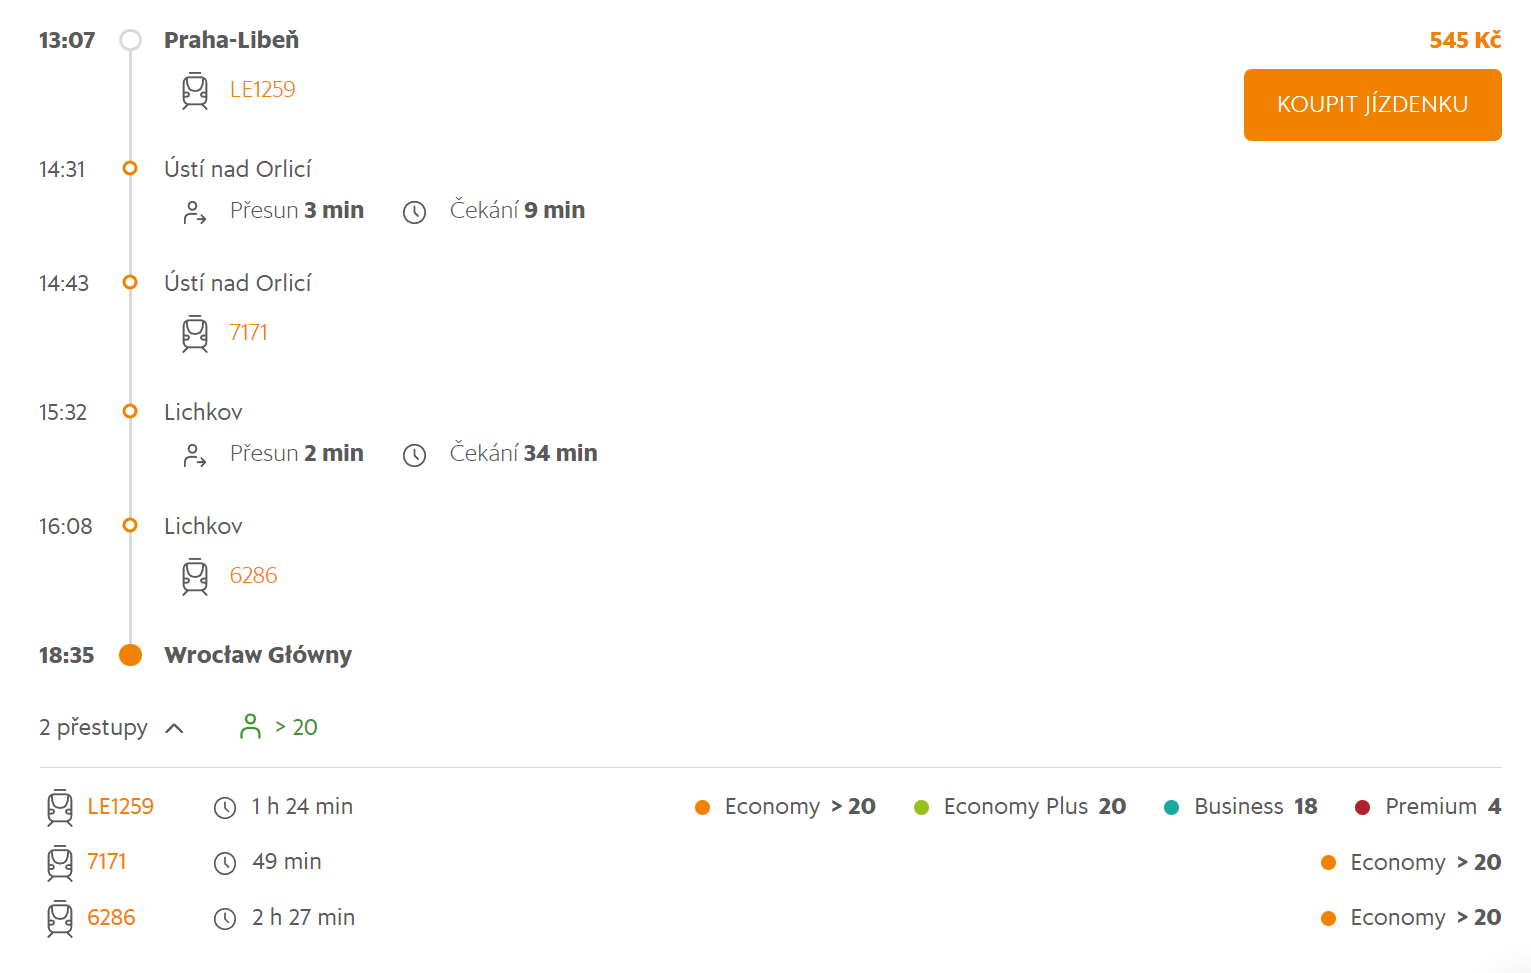 13:07 Praha-Libeň 545 Kč
LE1259 KOUPIT JÍZDENKU
14:31 Ústí nad Orlicí
Přesun 3 min Čekání 9 min
14:43 Ústí nad Orlicí
7171
15:32 Lichkov
Přesun 2 min Čekání 34 min
16:08 Lichkov
6286
18:35 Wrocław Główny
2 přestupy > 20
LE1259 1 h 24 min Economy > 20 Economy Plus 20 Business 18 Premium 4
7171 49 min Economy > 20
6286 2 h 27 min Economy > 20